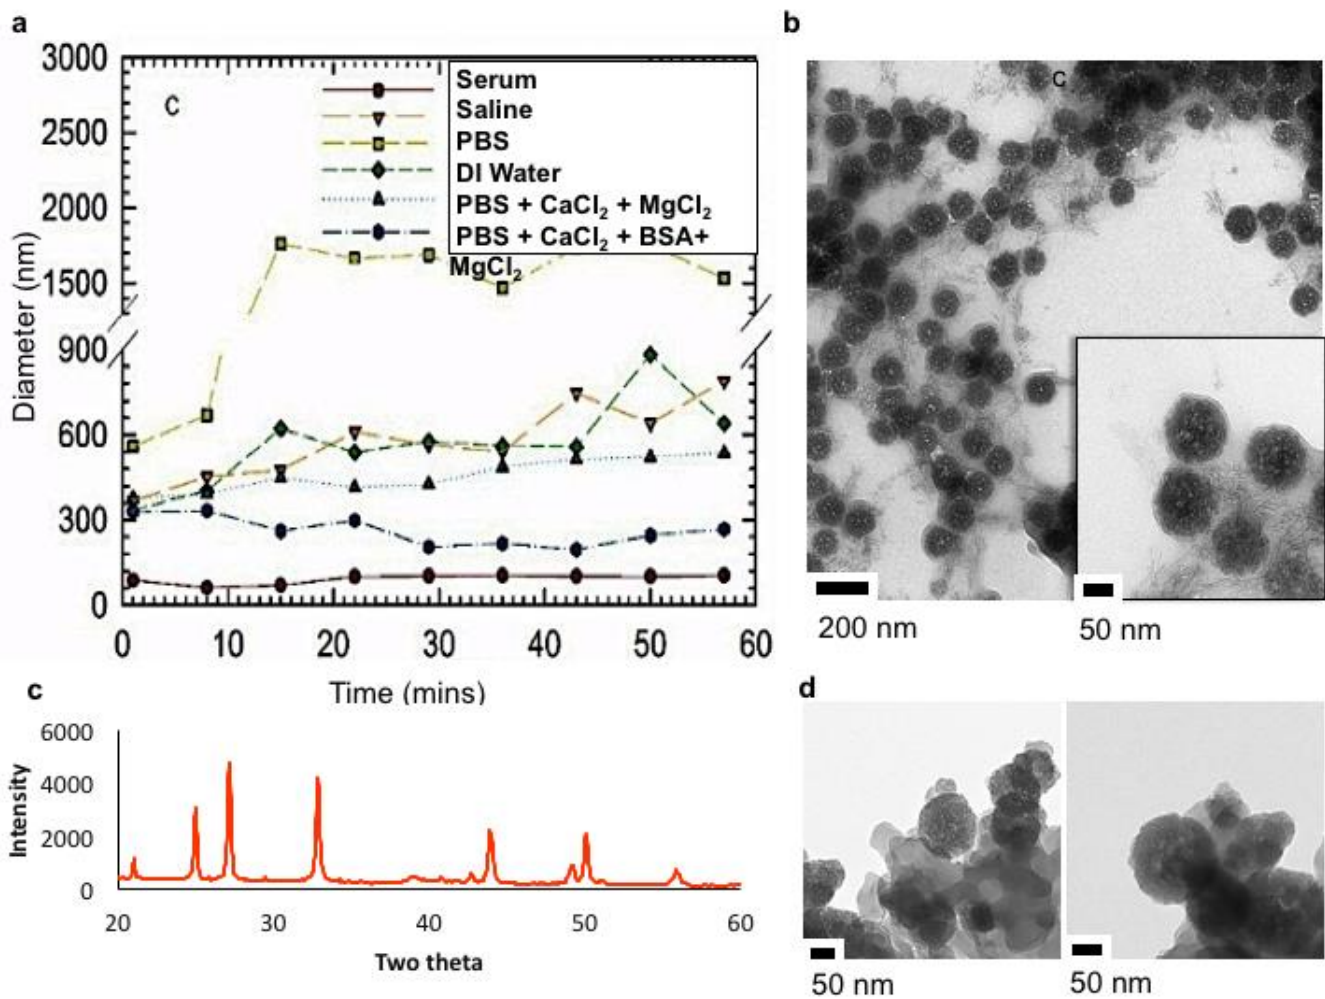 a
3000
2500
2000
1500
900
600
300
0
Diameter (nm)
C
Serum
Saline
PBS
DI Water
PBS + CaCl₂ + MgCl₂
PBS + CaCl₂ + BSA+
MgCl₂
0 10 20 30 40 50 60
Time (mins)
b
C
200 nm
50 nm
c
6000
4000
2000
0
Intensity
20 30 40 50 60
Two theta
d
50 nm
50 nm